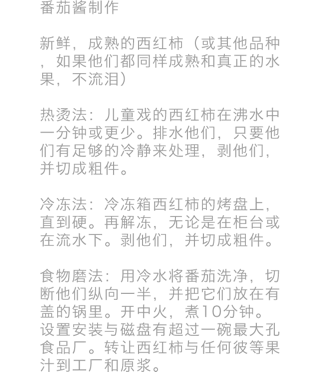 番茄酱制作
新鲜，成熟的西红柿（或其他品种
，如果他们都同样成熟和真正的水
果，不流泪）
热烫法：儿童戏的西红柿在沸水中
一分钟或更少。排水他们，只要他
们有足够的冷静来处理，剥他们，
并切成粗件。
冷冻法：冷冻箱西红柿的烤盘上，
直到硬。再解冻，无论是在柜台或
在流水下。剥他们，并切成粗件。
食物磨法：用冷水将番茄洗净，切
断他们纵向一半，并把它们放在有
盖的锅里。开中火，煮10分钟。
设置安装与磁盘有超过一碗最大孔
食品厂。转让西红柿与任何彼等果
汁到工厂和原浆。